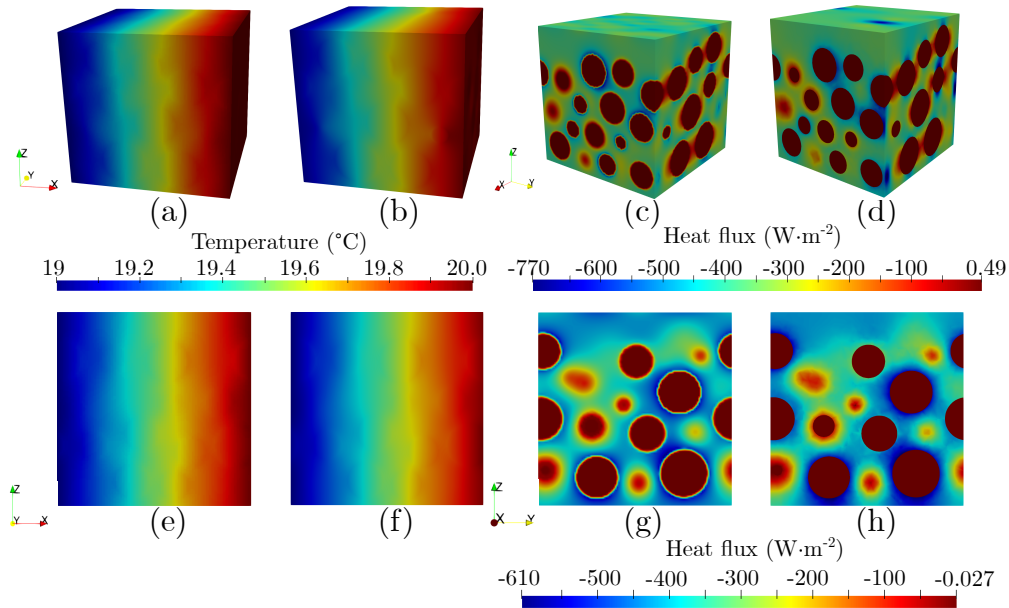 Z
Y
X
Z
X
Y
(a)
(b)
(c)
(d)
Temperature (°C)
19
19.2
19.4
19.6
19.8
20.0
Heat flux (W·m-2)
-770
-600
-500
-400
-300
-200
-100
0.49
Z
Y
X
Z
X
Y
(e)
(f)
(g)
(h)
Heat flux (W·m-2)
-610
-500
-400
-300
-200
-100
-0.027